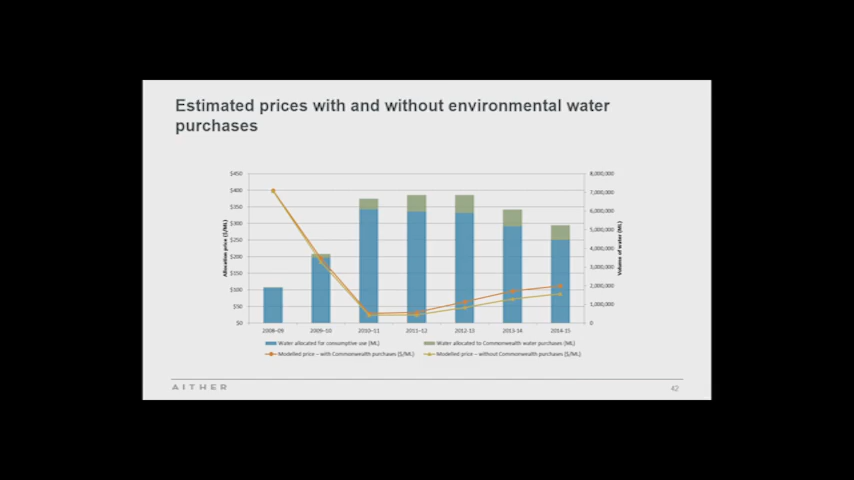 Estimated prices with and without environmental water
purchases
$450
$400
$350
$300
$250
$200
$150
$100
$50
$0
Allocation price ($/ML)
8,000,000
7,000,000
6,000,000
5,000,000
4,000,000
3,000,000
2,000,000
1,000,000
0
Volume of water (ML)
2008–09 2009–10 2010–11 2011–12 2012-13 2013-14 2014-15
Water allocated for consumptive use (ML) Water allocated to Commonwealth water purchases (ML)
Modelled price – with Commonwealth purchases ($/ML) Modelled price – without Commonwealth purchases ($/ML)
AITHER 42